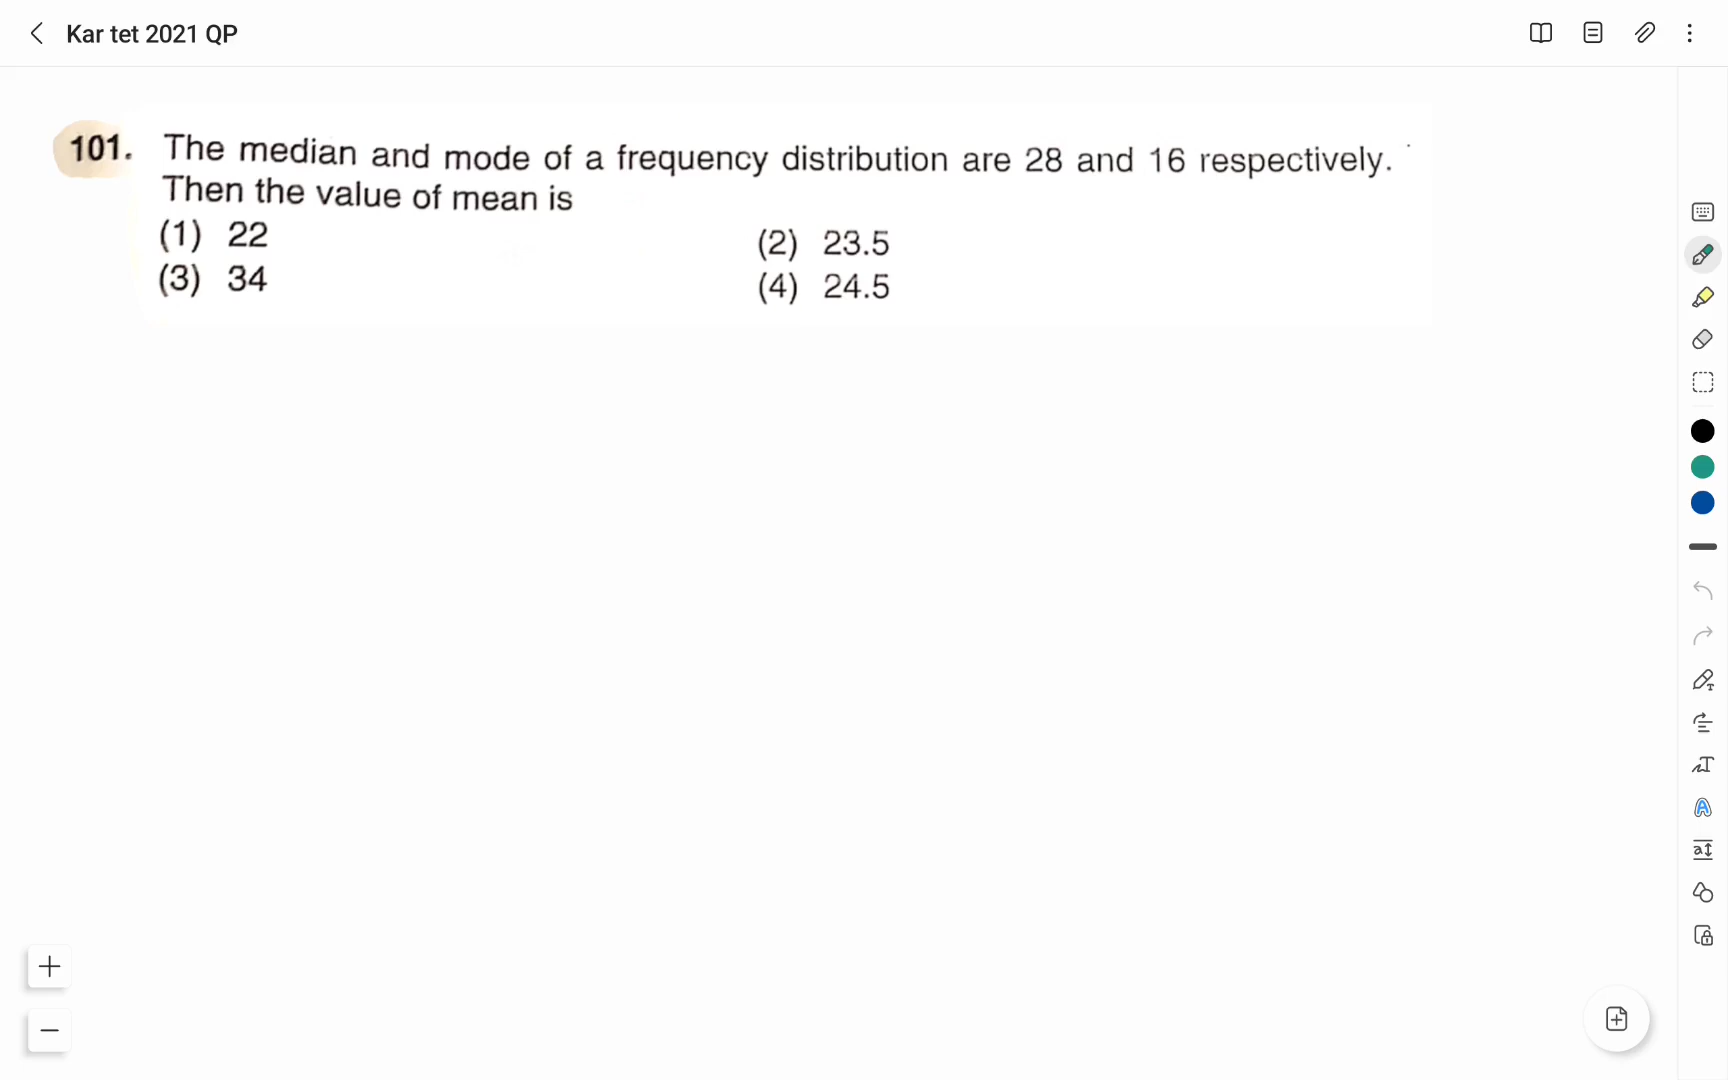 Kar tet 2021 QP
101. The median and mode of a frequency distribution are 28 and 16 respectively.
Then the value of mean is
(1) 22 (2) 23.5
(3) 34 (4) 24.5